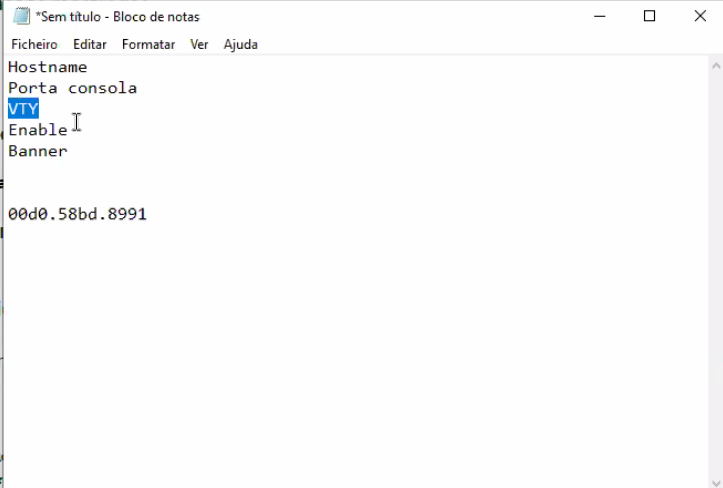 *Sem título - Bloco de notas
Ficheiro Editar Formatar Ver Ajuda
Hostname
Porta consola
VTY
Enable
Banner
00d0.58bd.8991